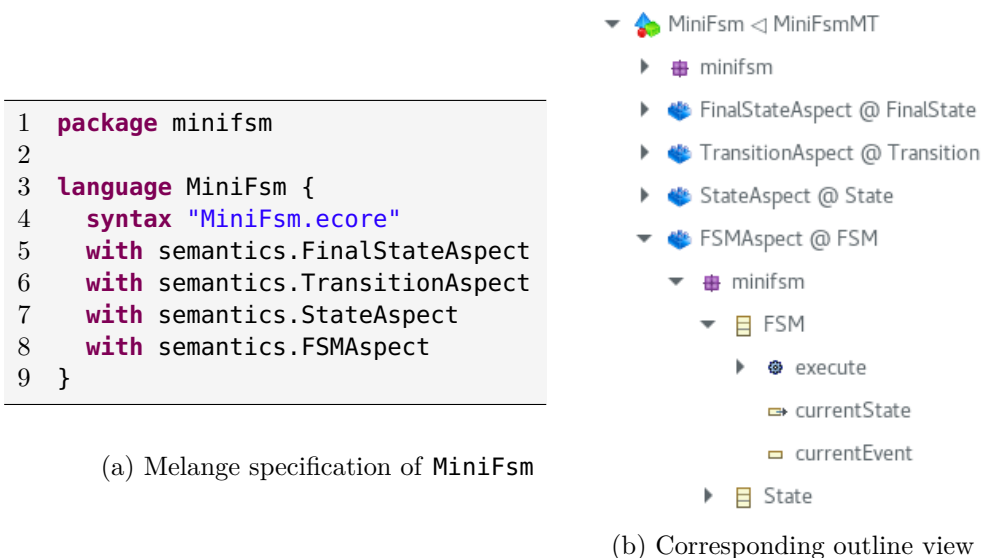 1 package minifsm
2
3 language MiniFsm {
4 syntax "MiniFsm.ecore"
5 with semantics.FinalStateAspect
6 with semantics.TransitionAspect
7 with semantics.StateAspect
8 with semantics.FSMAspect
9 }
(a) Melange specification of MiniFsm
MiniFsm ◁ MiniFsmMT
minifsm
FinalStateAspect @ FinalState
TransitionAspect @ Transition
StateAspect @ State
FSMAspect @ FSM
minifsm
FSM
execute
currentState
currentEvent
State
(b) Corresponding outline view